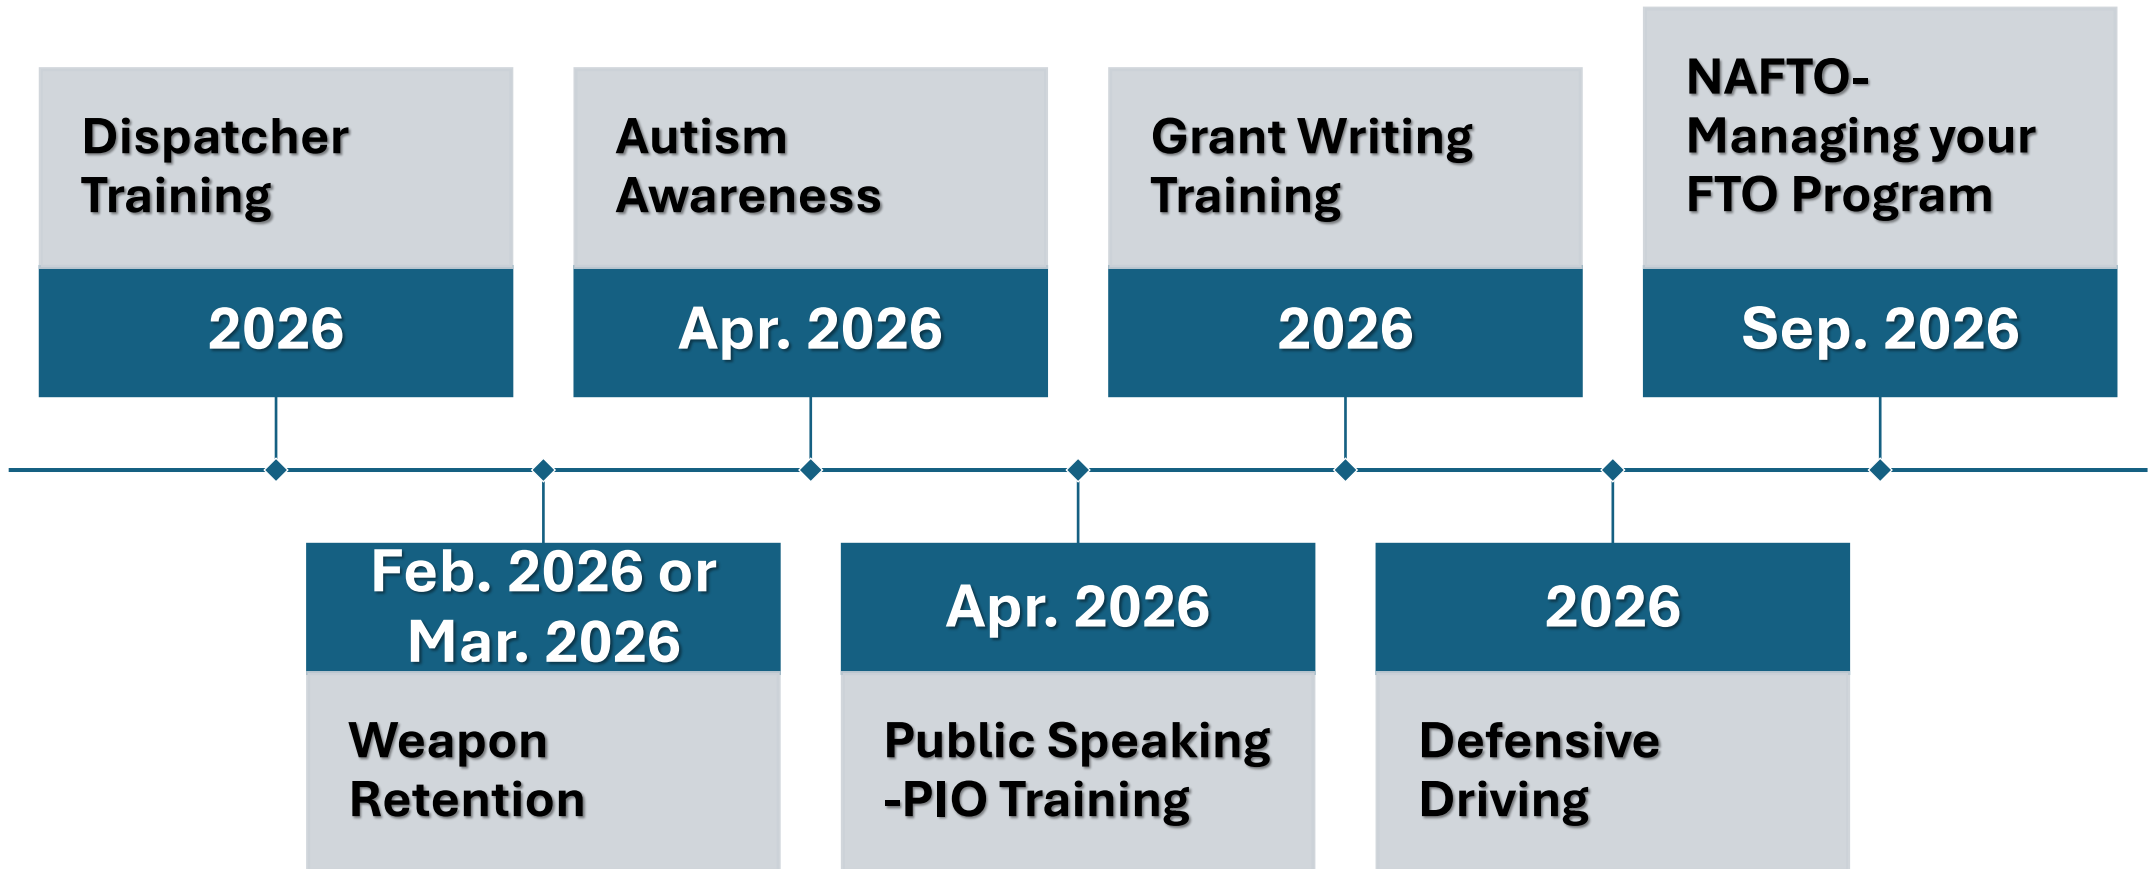 Dispatcher
Training
2026
Feb. 2026 or
Mar. 2026
Weapon
Retention
Autism
Awareness
Apr. 2026
Apr. 2026
Public Speaking
-PIO Training
Grant Writing
Training
2026
2026
Defensive
Driving
NAFTO-
Managing your
FTO Program
Sep. 2026